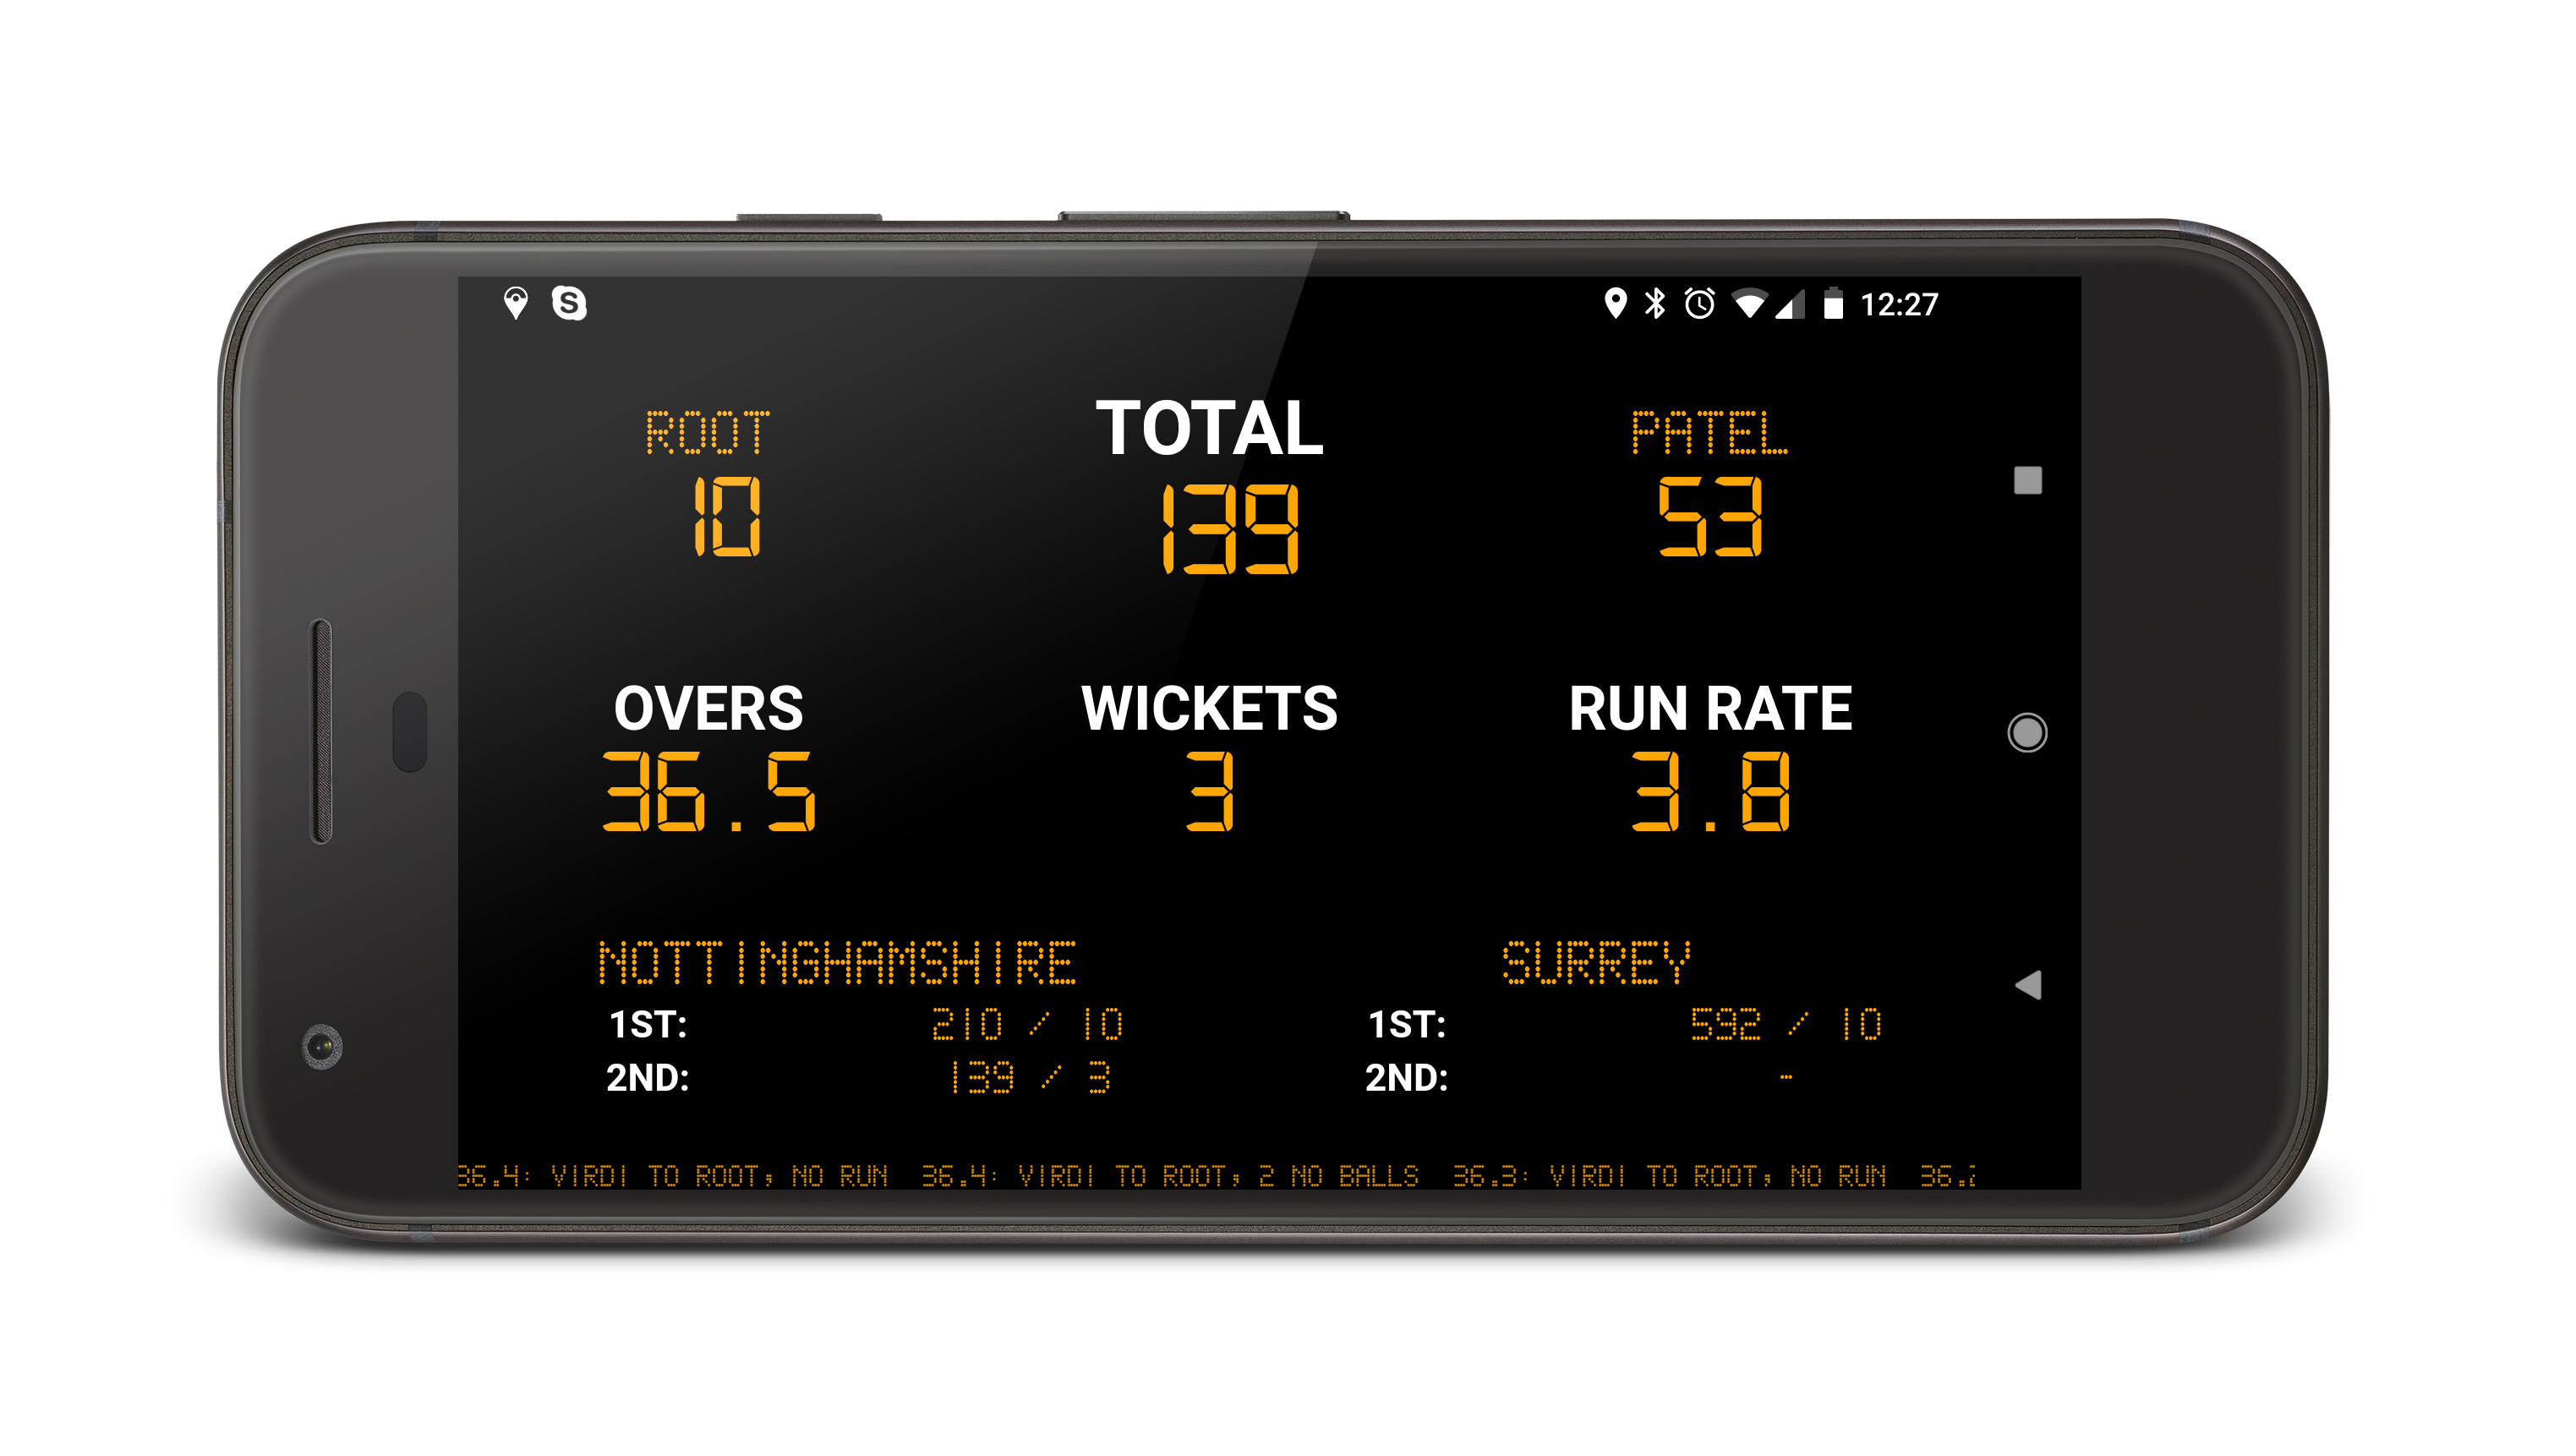 S 12:27
ROOT TOTAL PATEL
10 139 53
OVERS WICKETS RUN RATE
36.5 3 3.8
NOTTINGHAMSHIRE SURREY
1ST: 210 / 10 1ST: 592 / 10
2ND: 139 / 3 2ND: -
36.4: VIRDI TO ROOT, NO RUN 36.4: VIRDI TO ROOT, 2 NO BALLS 36.3: VIRDI TO ROOT, NO RUN 36.2